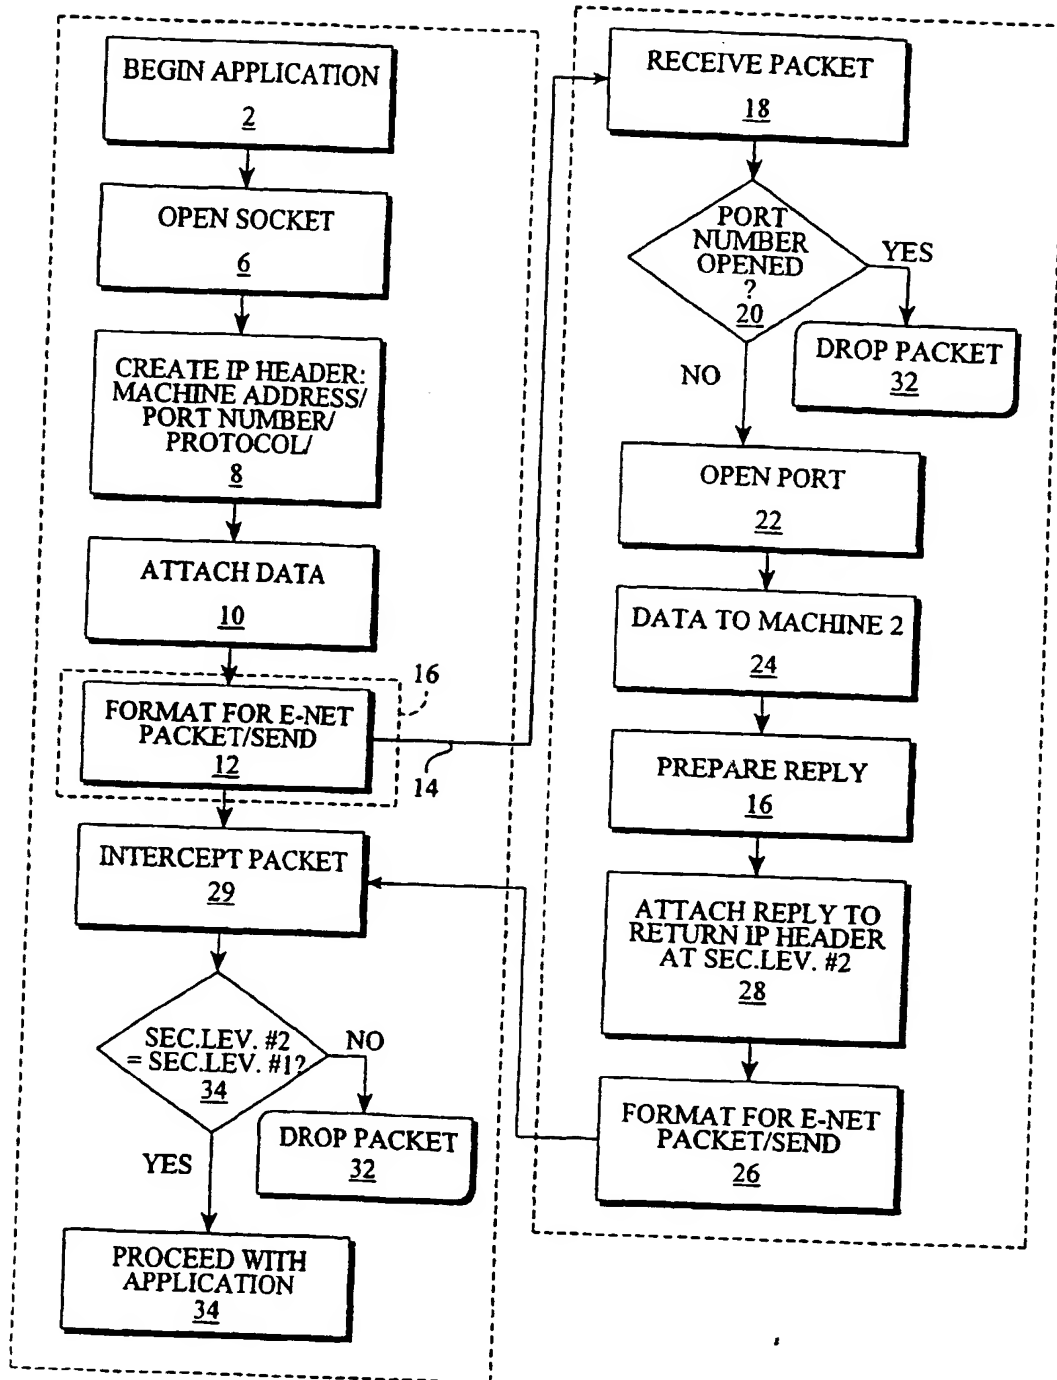 BEGIN APPLICATION
2
OPEN SOCKET
6
CREATE IP HEADER:
MACHINE ADDRESS/
PORT NUMBER/
PROTOCOL/
8
ATTACH DATA
10
16
FORMAT FOR E-NET
PACKET/SEND
12
14
INTERCEPT PACKET
29
SEC.LEV. #2
= SEC.LEV. #1?
34
NO
DROP PACKET
32
YES
PROCEED WITH
APPLICATION
34
RECEIVE PACKET
18
PORT
NUMBER
OPENED
?
20
YES
DROP PACKET
32
NO
OPEN PORT
22
DATA TO MACHINE 2
24
PREPARE REPLY
16
ATTACH REPLY TO
RETURN IP HEADER
AT SEC.LEV. #2
28
FORMAT FOR E-NET
PACKET/SEND
26